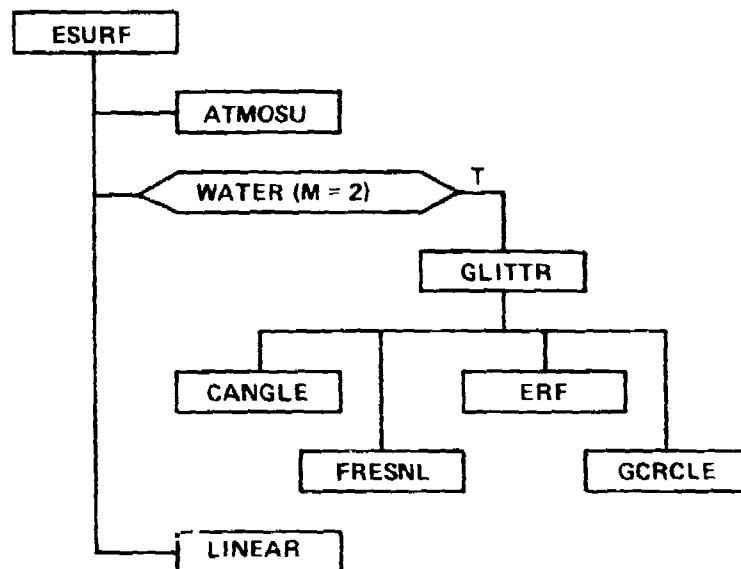 ESURF
ATMOSU
WATER (M = 2)
T
GLITTR
CANGLE
ERF
FRESNL
GCRCLE
LINEAR